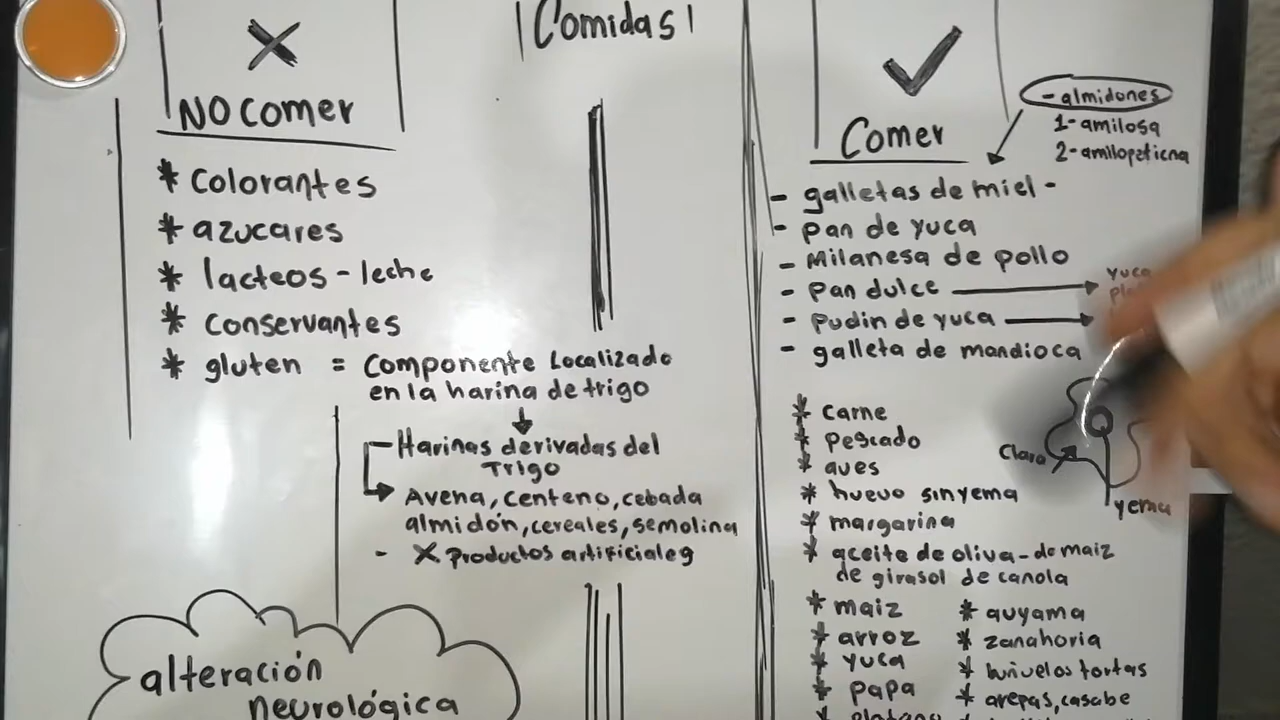 ¡Comidas!
NO COMER
* colorantes
* azucares
* lacteos - leche
* conservantes
* gluten = componente Localizado
en la harina de trigo
Harinas derivadas del
Trigo
Avena, centeno, cebada
almidón, cereales, semolina
- X Productos artificiales
alteración
neurológica
Comer
- almidones
1- amilosa
2- amilopeticna
- galletas de miel -
- pan de yuca
- Milanesa de pollo
- pan dulce
- pudin de yuca
- galleta de mandioca
yuca
* carne
* pescado
* aves
* huevo sin yema
* margarina
* aceite de oliva - de maiz
de girasol de canola
Clara
yema
* maiz
* arroz
* yuca
* papa
* auyama
* zanahoria
* buñuelos tortas
* arepas, casabe